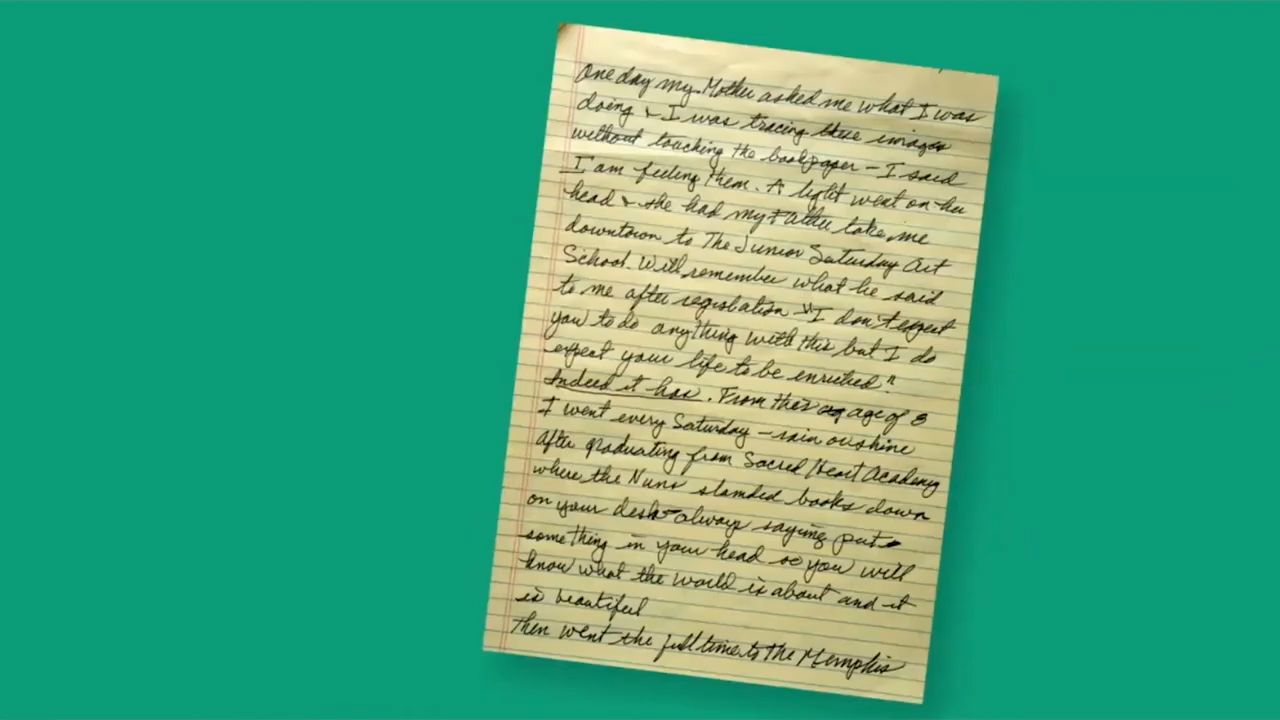 One day my Mother asked me what I was
doing & I was tracing these images
without touching the book paper – I said
I am feeling them. A light went on her
head & she had my Father take me
downtown to The Junior Saturday Art
School. Will remember what he said
to me after registration "I don't expect
you to do anything with this but I do
expect your life to be enriched"
Indeed it has. From the age of 8
I went every Saturday – rain or shine
After graduating from Sacred Heart Academy
where the Nuns slamded books down
on your desk – always saying put
something in your head so you will
know what the world is about and it
is beautiful
then went the full time to the Memphis